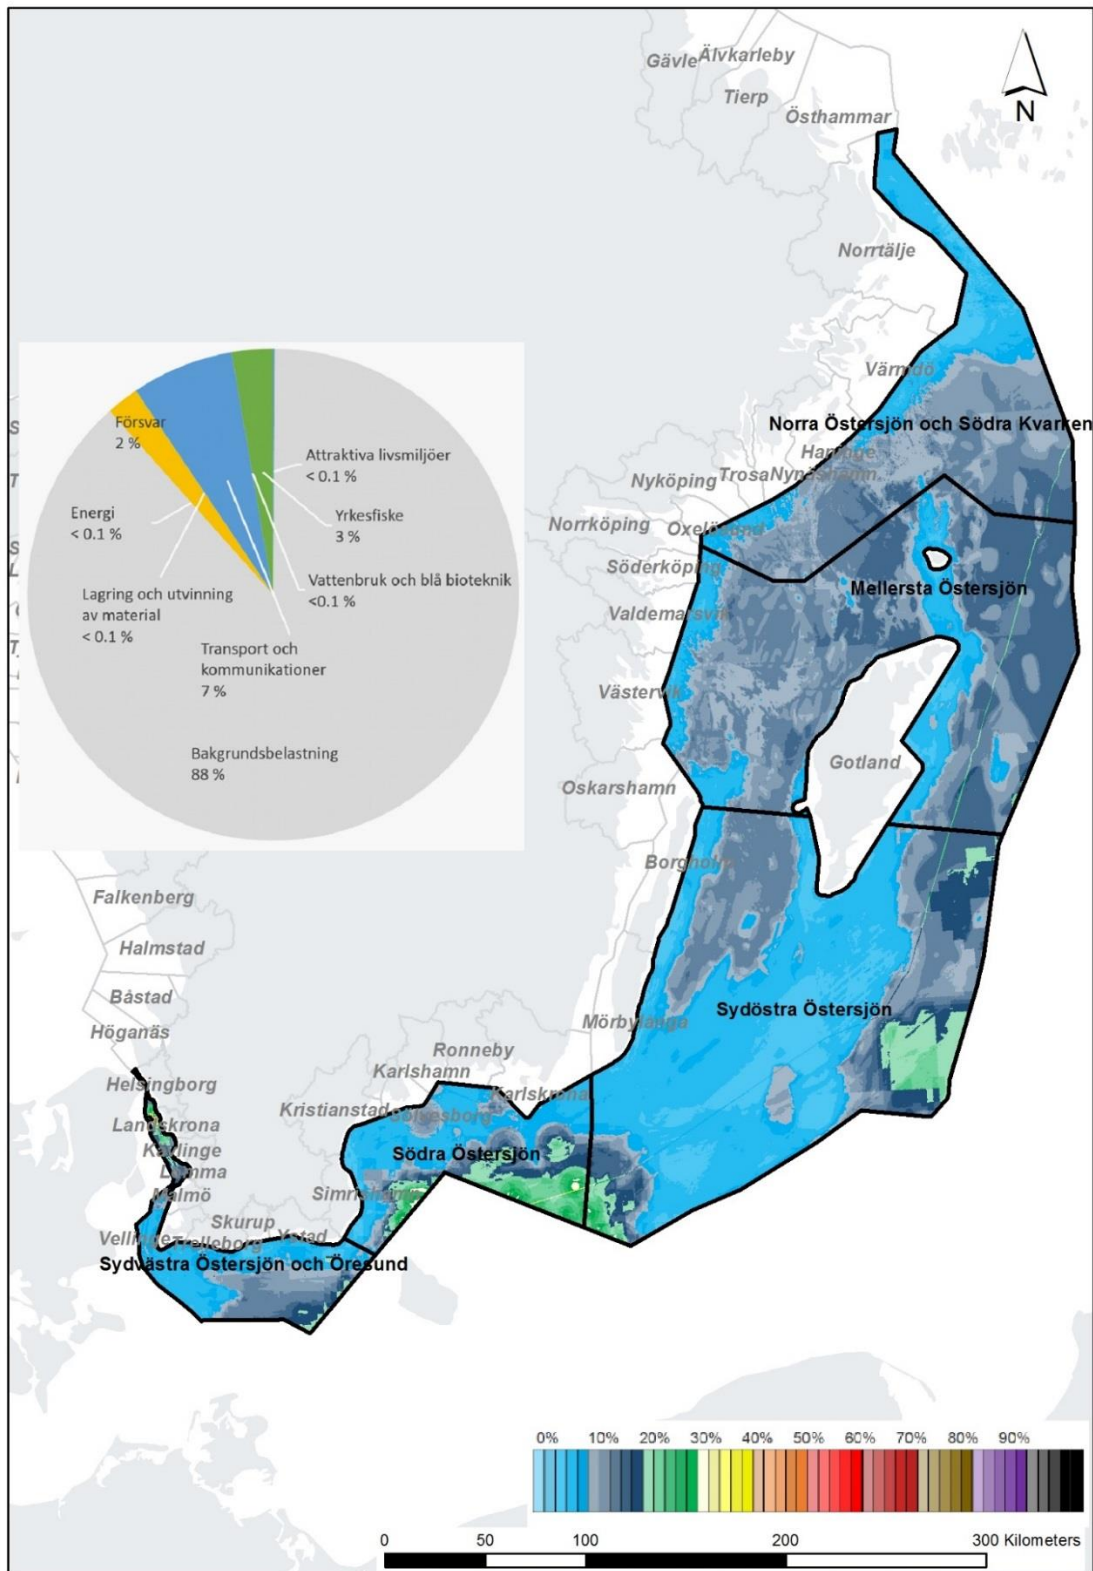 Gävle
Älvkarleby
Tierp
Östhammar
N
Norrtälje
Värmdö
Norra Östersjön och Södra Kvarken
Haninge
Nyköping
Trosa
Nynäshamn
Norrköping
Oxelösund
Söderköping
Mellersta Östersjön
Valdemarsvik
Västervik
Gotland
Oskarshamn
Borgholm
Försvar
2 %
Attraktiva livsmiljöer
< 0.1 %
Energi
< 0.1 %
Yrkesfiske
3 %
Lagring och utvinning
av material
< 0.1 %
Vattenbruk och blå bioteknik
<0.1 %
Transport och
kommunikationer
7 %
Bakgrundsbelastning
88 %
Falkenberg
Halmstad
Båstad
Höganäs
Sydöstra Östersjön
Mörbylånga
Ronneby
Karlshamn
Helsingborg
Karlskrona
Kristianstad
Sölvesborg
Landskrona
Kävlinge
Södra Östersjön
Lomma
Malmö
Simrishamn
Skurup
Vellinge
Trelleborg
Ystad
Sydvästra Östersjön och Öresund
0% 10% 20% 30% 40% 50% 60% 70% 80% 90%
0 50 100 200 300 Kilometers